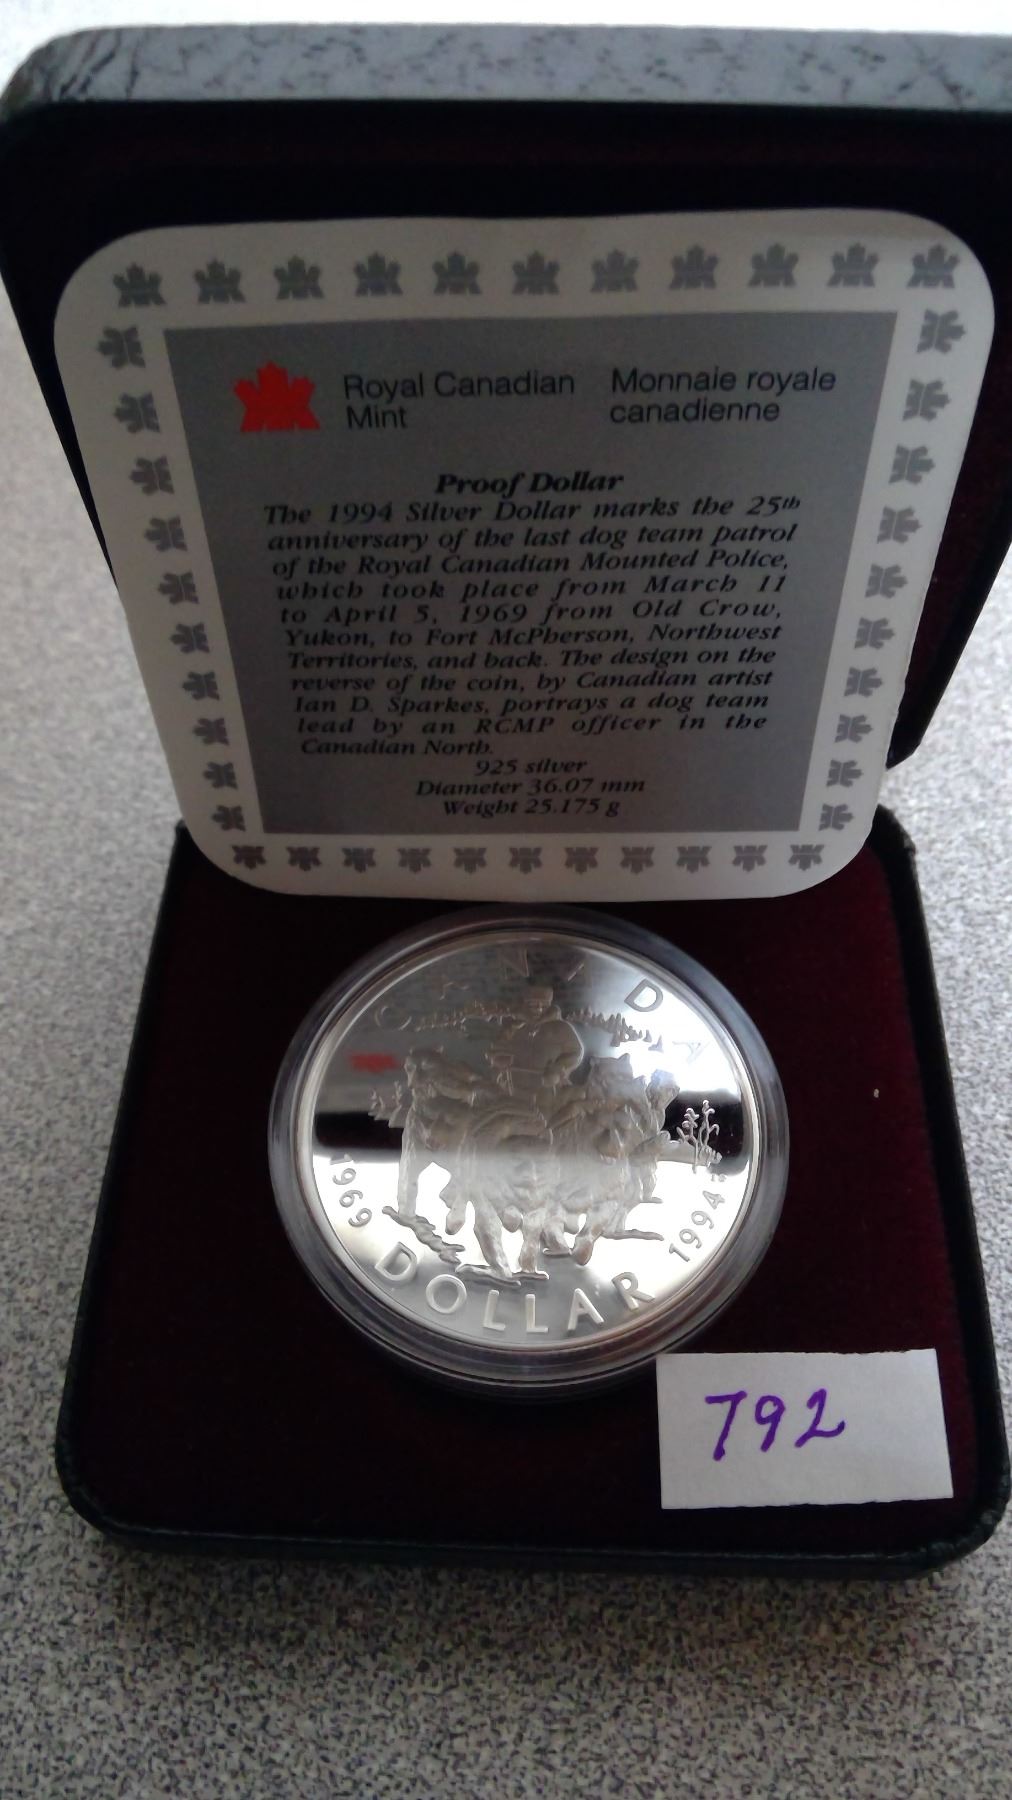 Royal Canadian Mint
Monnaie royale canadienne
Proof Dollar
The 1994 Silver Dollar marks the 25th
anniversary of the last dog team patrol
of the Royal Canadian Mounted Police,
which took place from March 11
to April 5, 1969 from Old Crow,
Yukon, to Fort McPherson, Northwest
Territories, and back. The design on the
reverse of the coin, by Canadian artist
Ian D. Sparkes, portrays a dog team
lead by an RCMP officer in the
Canadian North.
925 silver
Diameter 36.07 mm
Weight 25.175 g
CANADA
1969
1994
DOLLAR
792